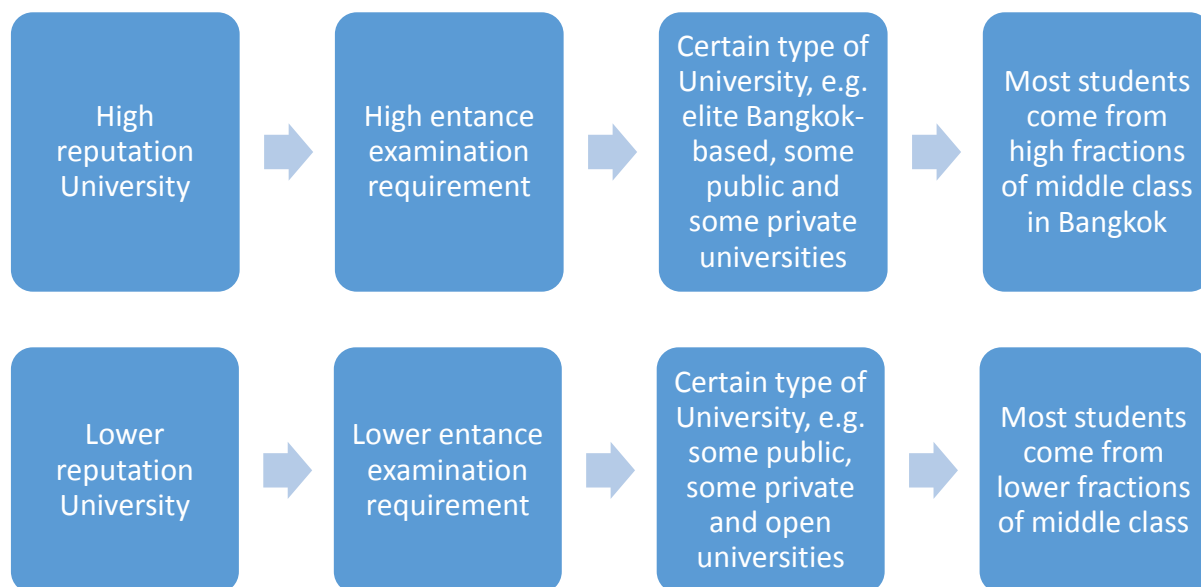 High
reputation
University
High entance
examination
requirement
Certain type of
University, e.g.
elite Bangkok-
based, some
public and
some private
universities
Most students
come from
high fractions
of middle class
in Bangkok
Lower
reputation
University
Lower entance
examination
requirement
Certain type of
University, e.g.
some public,
some private
and open
universities
Most students
come from
lower fractions
of middle class